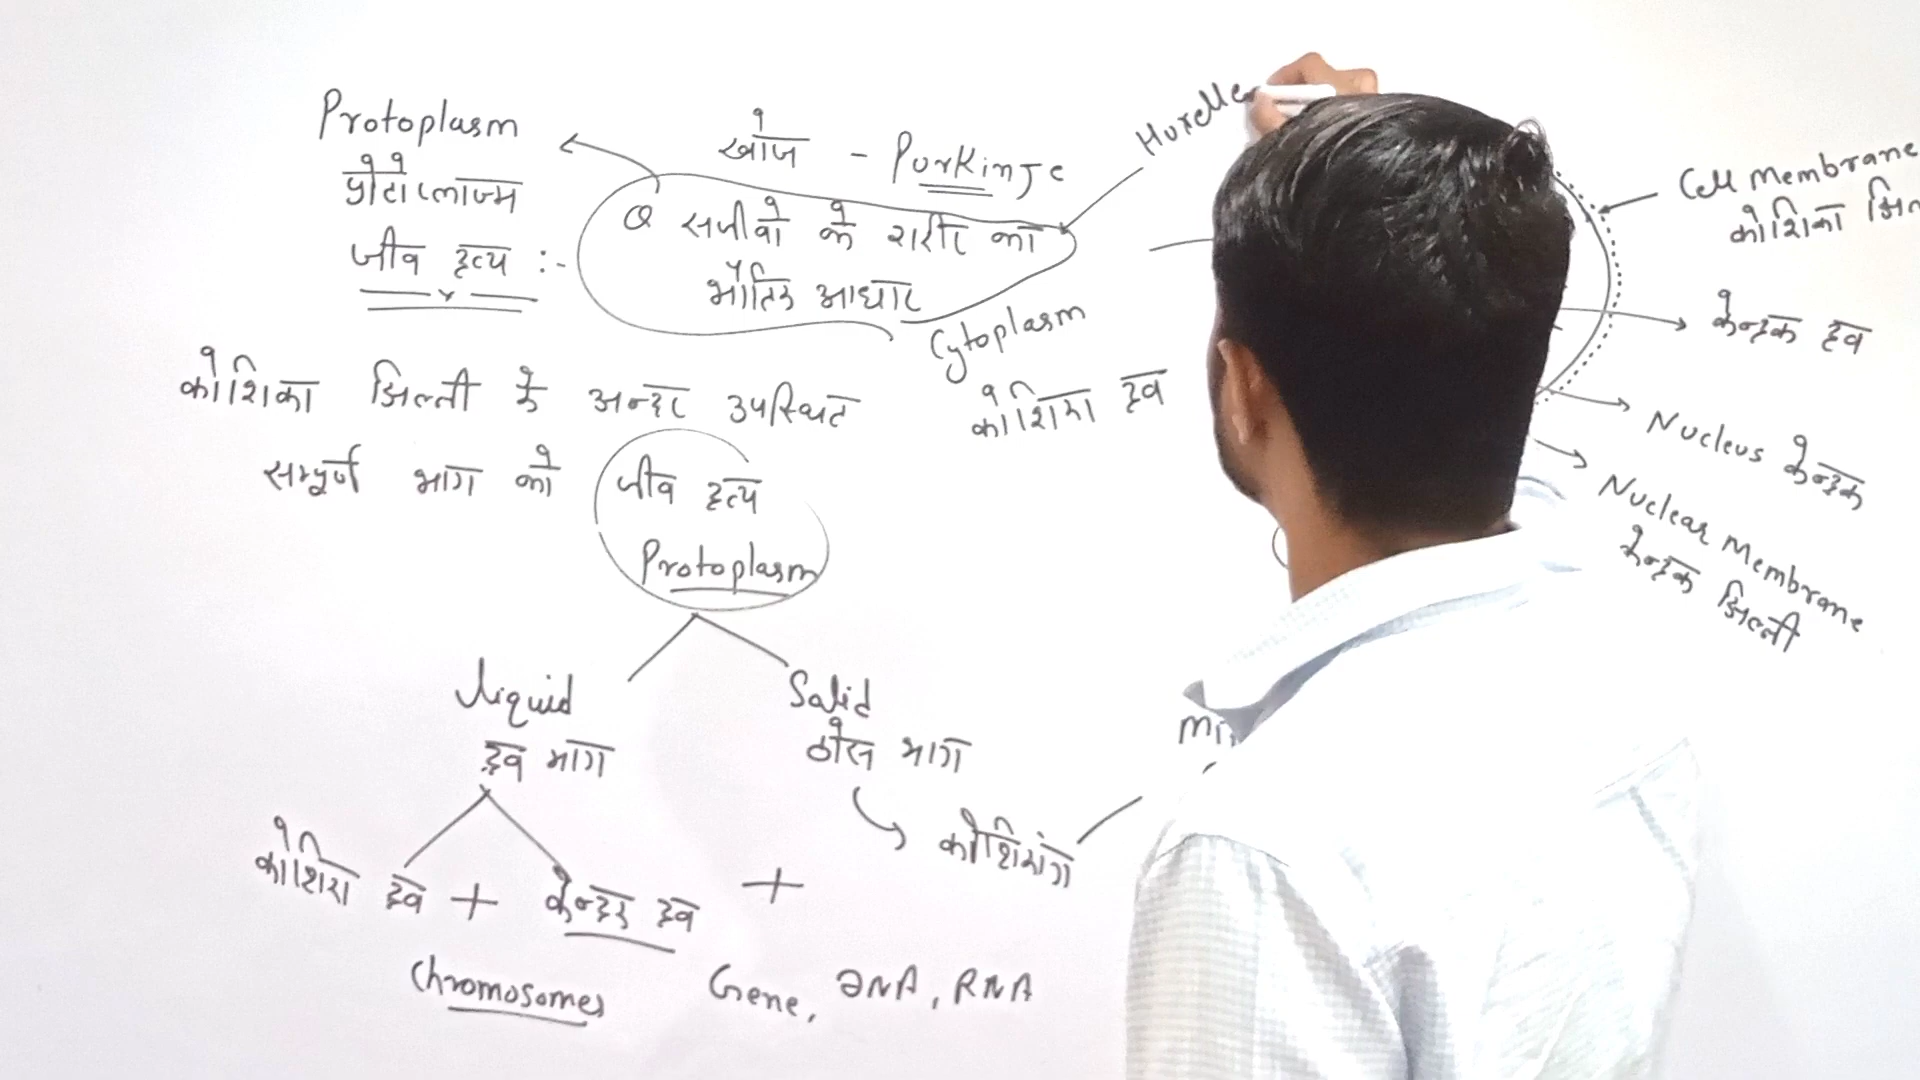 Protoplasm
प्रोटोप्लाज्म
जीव द्रव्य :-
खोज - Purkinje
Q सजीवों के शरीर का
भौतिक आधार
कोशिका झिल्ली के अन्दर उपस्थित
सम्पूर्ण भाग को जीव द्रव्य
Protoplasm
Liquid
द्रव भाग
Solid
ठोस भाग
कोशिका द्रव + केन्द्रक द्रव +
कोशिकांग
Chromosomes
Gene, DNA, RNA
Cytoplasm
कोशिका द्रव
Cell Membrane
कोशिका
केन्द्रक द्रव
Nucleus केन्द्रक
Nuclear Membrane
केन्द्रक झिल्ली